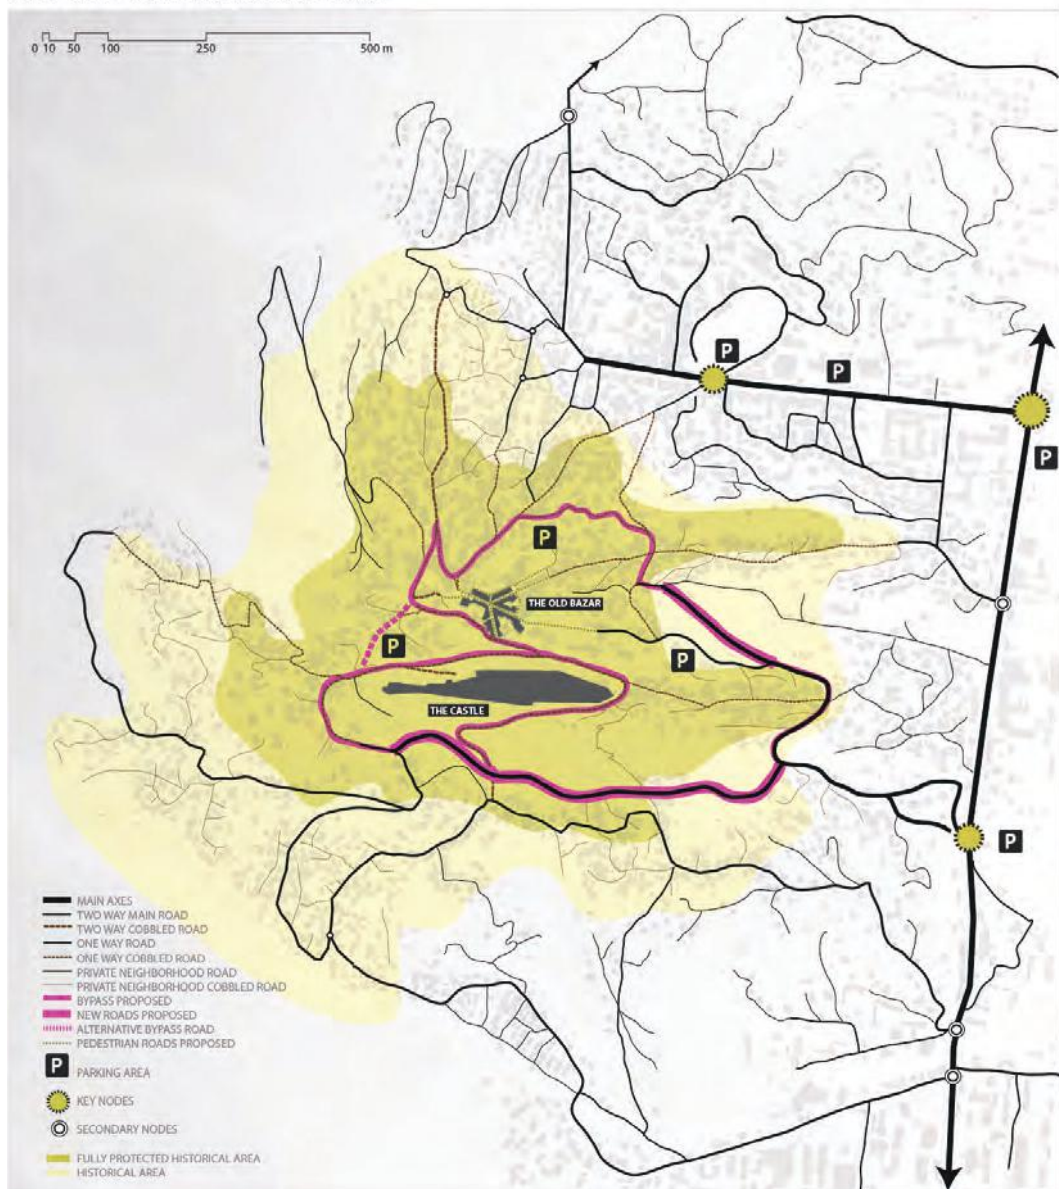 0 10 50 100 250 500 m
P
P
P
P
THE OLD BAZAR
P
P
THE CASTLE
P
MAIN AXES
TWO WAY MAIN ROAD
TWO WAY COBBLED ROAD
ONE WAY ROAD
ONE WAY COBBLED ROAD
PRIVATE NEIGHBORHOOD ROAD
PRIVATE NEIGHBORHOOD COBBLED ROAD
BYPASS PROPOSED
NEW ROADS PROPOSED
ALTERNATIVE BYPASS ROAD
PEDESTRIAN ROADS PROPOSED
P PARKING AREA
KEY NODES
SECONDARY NODES
FULLY PROTECTED HISTORICAL AREA
HISTORICAL AREA